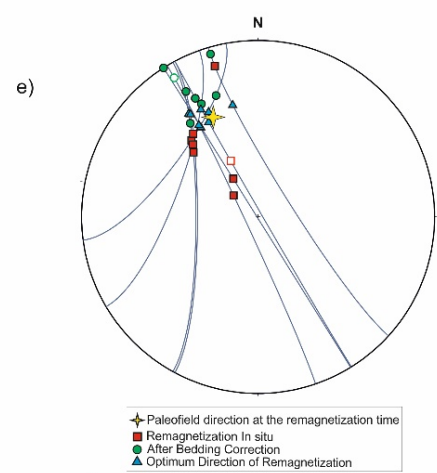 N
e)
Paleofield direction at the remagnetization time
Remagnetization In situ
After Bedding Correction
Optimum Direction of Remagnetization